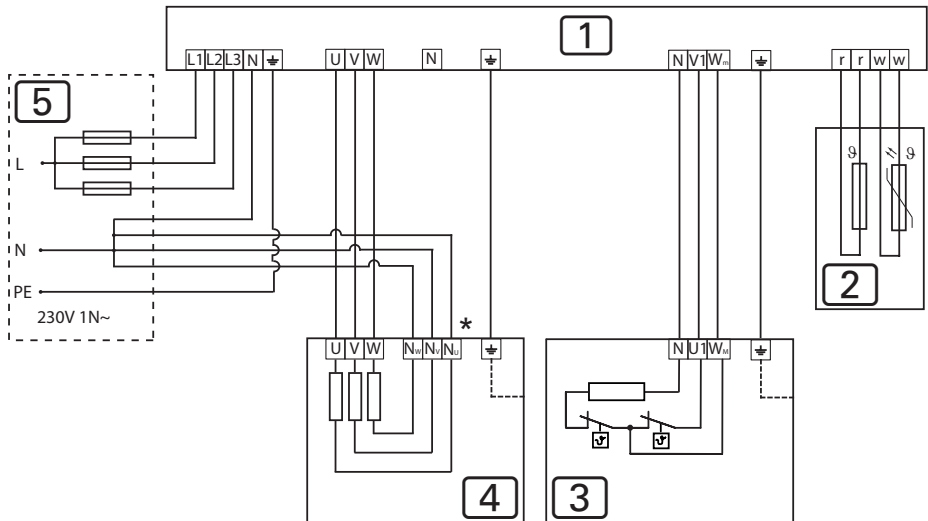 1
L1 L2 L3 N ⏚ U V W N ⏚ N V1 Wm ⏚ r r w w
5
L
ϑ ϑ
N
2
PE
230V 1N~
*
U V W NW NV NU ⏚ N U1 WM ⏚
ϑ ϑ
4
3